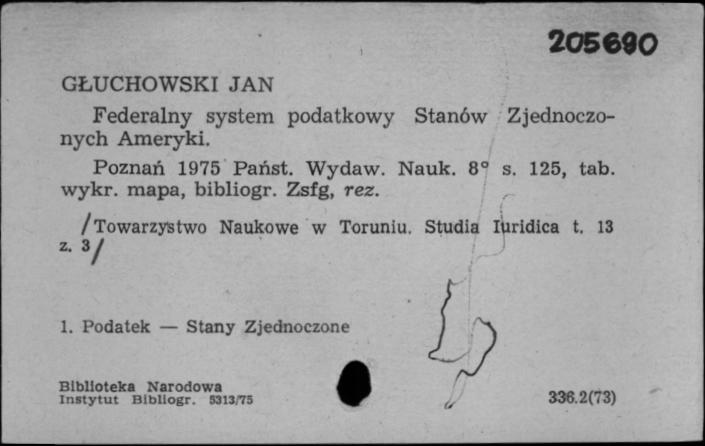 205690
GŁUCHOWSKI JAN
Federalny system podatkowy Stanów Zjednoczo-
nych Ameryki.
Poznań 1975 Państ. Wydaw. Nauk. 8° s. 125, tab.
wykr. mapa, bibliogr. Zsfg, rez.
/Towarzystwo Naukowe w Toruniu. Studia Iuridica t. 13
z. 3/
1. Podatek — Stany Zjednoczone
Biblioteka Narodowa
Instytut Bibliogr. 5313/75
336.2(73)